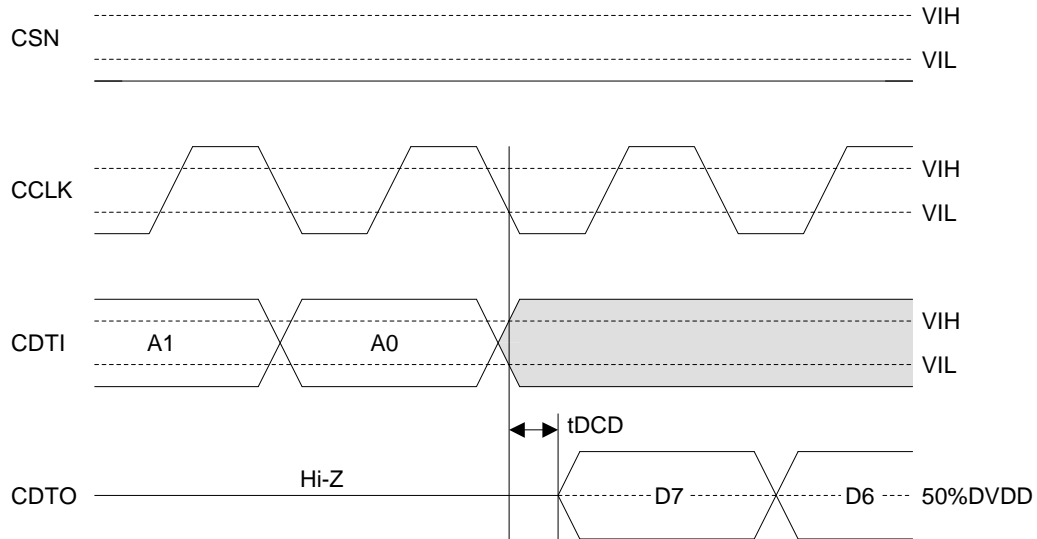 VIH
CSN
VIL
VIH
CCLK
VIL
VIH
CDTI A1 A0
VIL
tDCD
Hi-Z
CDTO D7 D6 50%DVDD